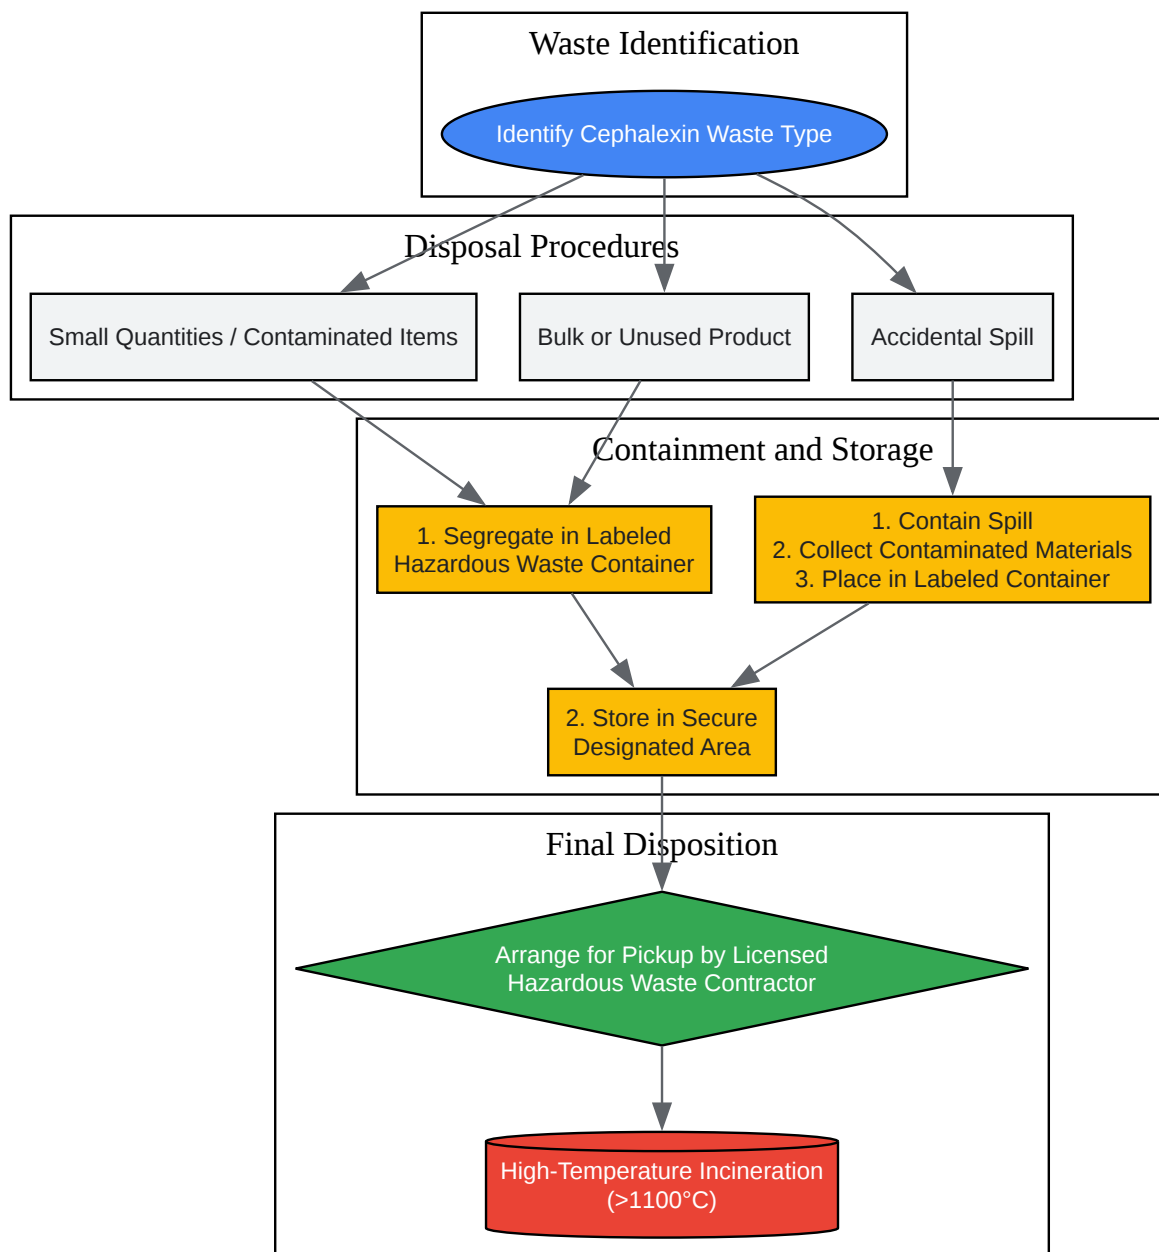 Waste Identification
Identify Cephalexin Waste Type
Disposal Procedures
Small Quantities / Contaminated Items
Bulk or Unused Product
Accidental Spill
Containment and Storage
1. Segregate in Labeled
Hazardous Waste Container
1. Contain Spill
2. Collect Contaminated Materials
3. Place in Labeled Container
2. Store in Secure
Designated Area
Final Disposition
Arrange for Pickup by Licensed
Hazardous Waste Contractor
High-Temperature Incineration
(>1100°C)